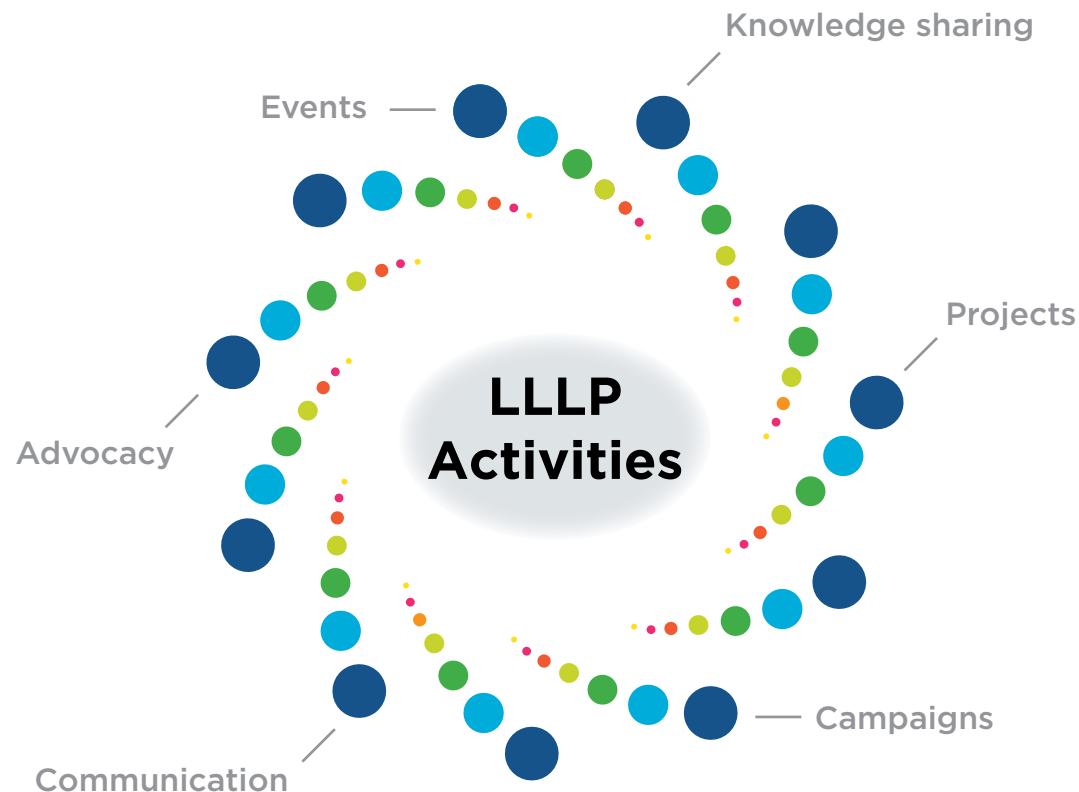 Knowledge sharing
Events
Projects
LLLP
Activities
Advocacy
Campaigns
Communication